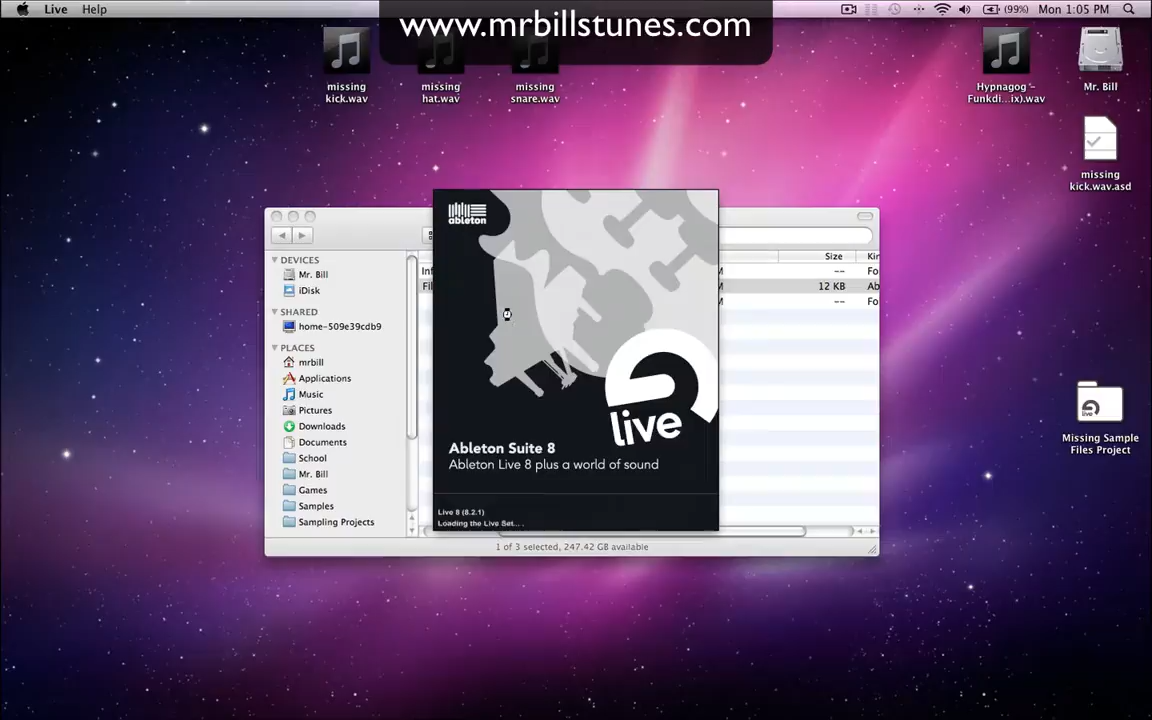 Live Help
(99%) Mon 1:05 PM
www.mrbillstunes.com
missing
kick.wav
missing
hat.wav
missing
snare.wav
Hypnagog -
Funkdi...ix).wav
Mr. Bill
missing
kick.wav.asd
Missing Sample
Files Project
DEVICES
Mr. Bill
iDisk
SHARED
home-509e39cdb9
PLACES
mrbill
Applications
Music
Pictures
Downloads
Documents
School
Mr. Bill
Games
Samples
Sampling Projects
Size
--
12 KB
--
1 of 3 selected, 247.42 GB available
ableton
live
Ableton Suite 8
Ableton Live 8 plus a world of sound
Live 8 (8.2.1)
Loading the Live Set...